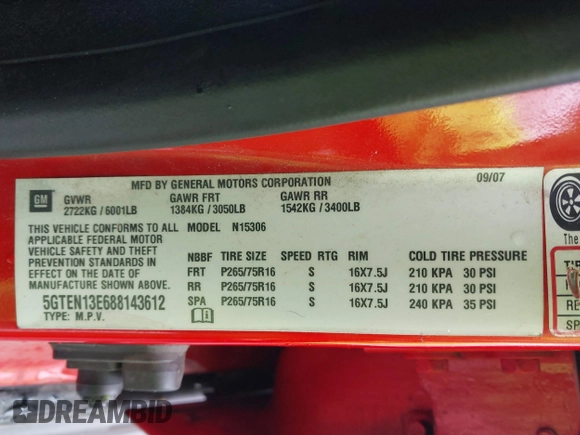 MFD BY GENERAL MOTORS CORPORATION 09/07
GM
GVWR GAWR FRT GAWR RR
2722KG / 6001LB 1384KG / 3050LB 1542KG / 3400LB
THIS VEHICLE CONFORMS TO ALL
APPLICABLE FEDERAL MOTOR
VEHICLE SAFETY AND THEFT
PREVENTION STANDARDS IN
EFFECT ON THE DATE OF
MANUFACTURE SHOWN ABOVE.
5GTEN13E688143612
TYPE: M.P.V.
MODEL N15306
NBBF TIRE SIZE SPEED RTG RIM COLD TIRE PRESSURE
FRT P265/75R16 S 16X7.5J 210 KPA 30 PSI
RR P265/75R16 S 16X7.5J 210 KPA 30 PSI
SPA P265/75R16 S 16X7.5J 240 KPA 35 PSI
The
RE
SP
DREAMBID